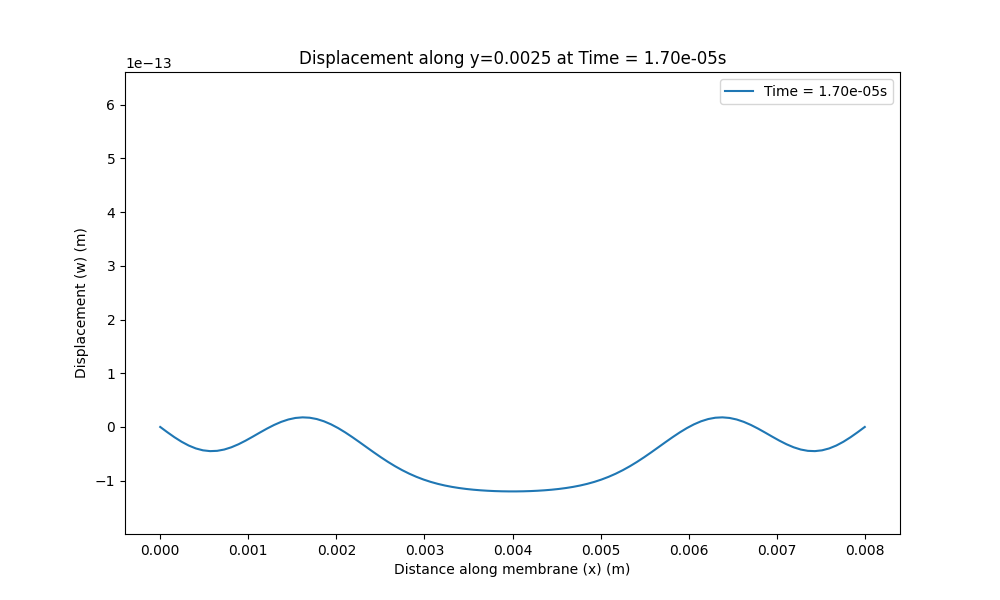 Displacement along y=0.0025 at Time = 1.70e-05s
1e−13
Time = 1.70e-05s
6
5
4
3
2
1
0
−1
Displacement (w) (m)
0.000 0.001 0.002 0.003 0.004 0.005 0.006 0.007 0.008
Distance along membrane (x) (m)